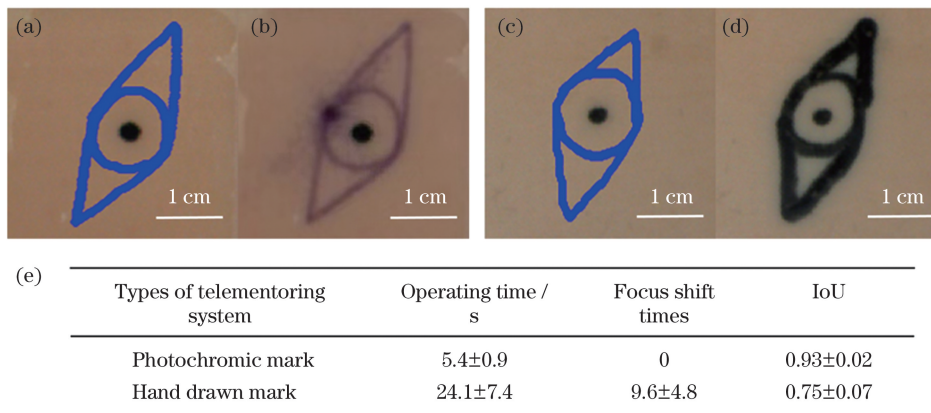 (a) (b) (c) (d)
1 cm 1 cm 1 cm 1 cm
(e)
Types of telementoring system Operating time / s Focus shift times IoU
Photochromic mark 5.4±0.9 0 0.93±0.02
Hand drawn mark 24.1±7.4 9.6±4.8 0.75±0.07